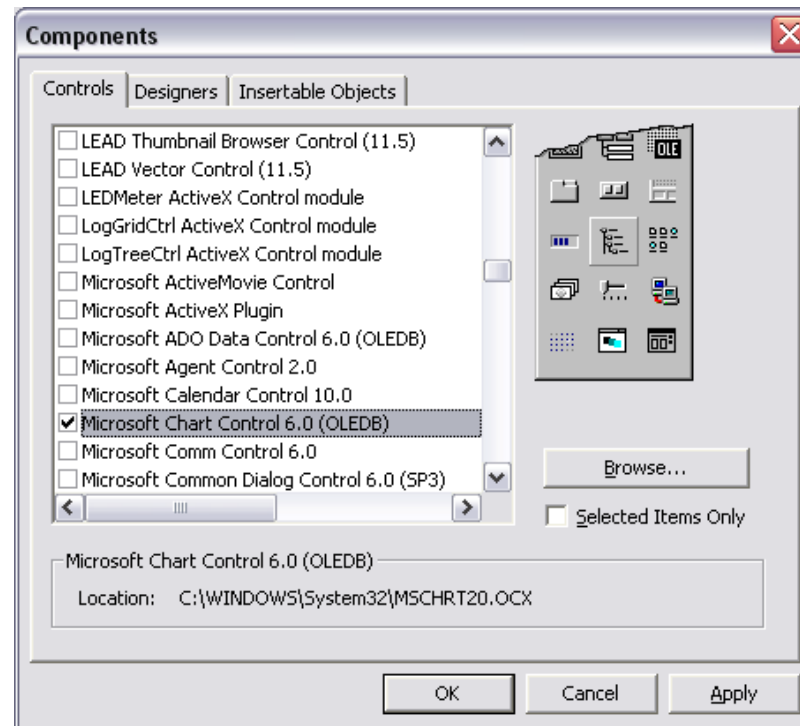 Components
Controls
Designers
Insertable Objects
LEAD Thumbnail Browser Control (11.5)
LEAD Vector Control (11.5)
LEDMeter ActiveX Control module
LogGridCtrl ActiveX Control module
LogTreeCtrl ActiveX Control module
Microsoft ActiveMovie Control
Microsoft ActiveX Plugin
Microsoft ADO Data Control 6.0 (OLEDB)
Microsoft Agent Control 2.0
Microsoft Calendar Control 10.0
Microsoft Chart Control 6.0 (OLEDB)
Microsoft Comm Control 6.0
Microsoft Common Dialog Control 6.0 (SP3)
OLE
Browse...
Selected Items Only
Microsoft Chart Control 6.0 (OLEDB)
Location: C:\WINDOWS\System32\MSCHRT20.OCX
OK
Cancel
Apply